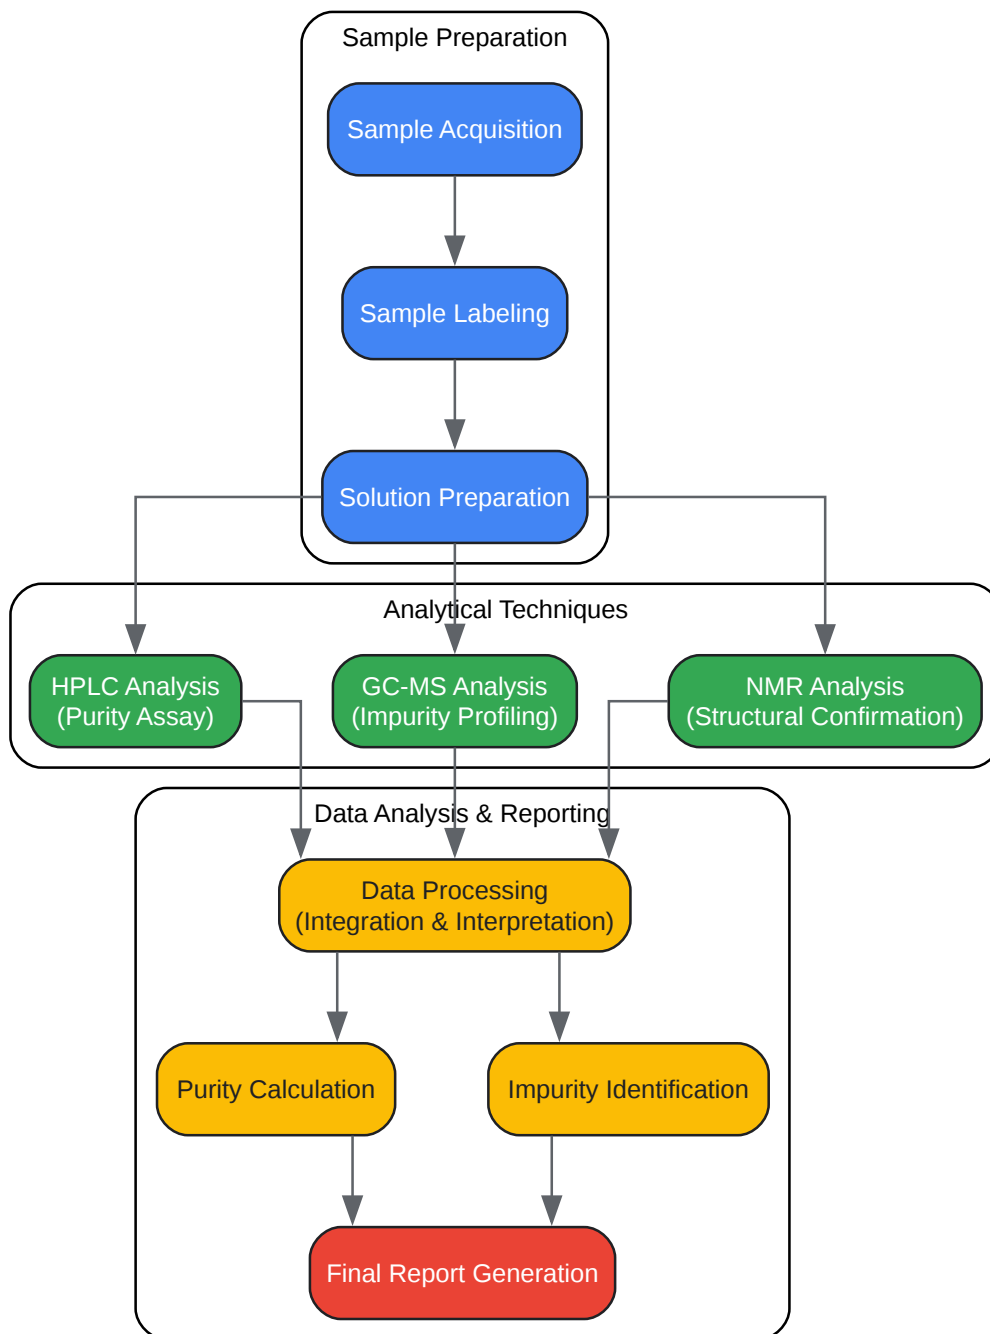 Sample Preparation
Sample Acquisition
Sample Labeling
Solution Preparation
Analytical Techniques
HPLC Analysis
(Purity Assay)
GC-MS Analysis
(Impurity Profiling)
NMR Analysis
(Structural Confirmation)
Data Analysis & Reporting
Data Processing
(Integration & Interpretation)
Purity Calculation
Impurity Identification
Final Report Generation